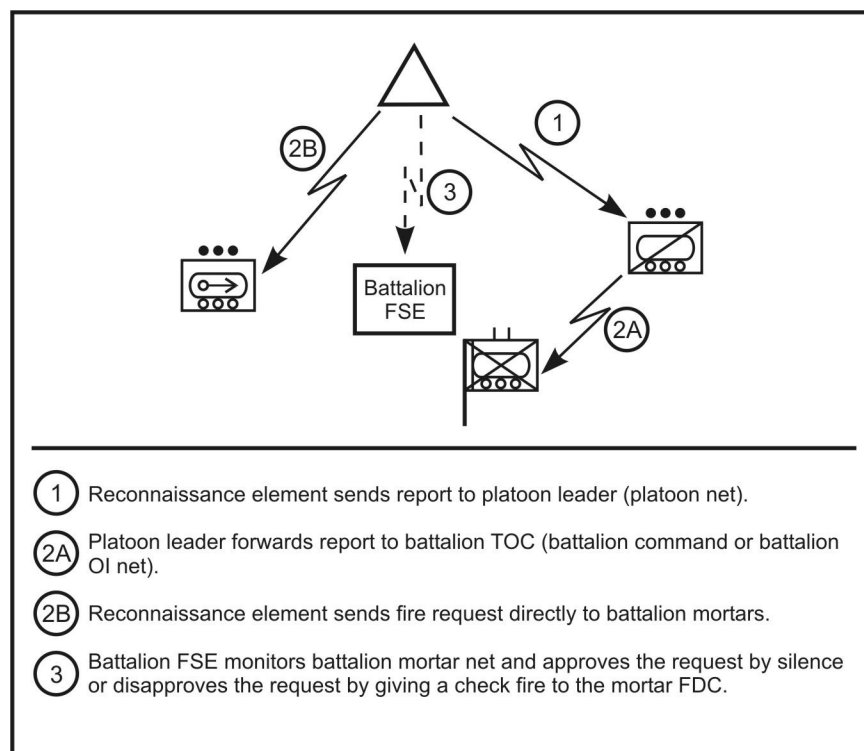 2B
1
3
Battalion
FSE
2A
1 Reconnaissance element sends report to platoon leader (platoon net).
2A Platoon leader forwards report to battalion TOC (battalion command or battalion
OI net).
2B Reconnaissance element sends fire request directly to battalion mortars.
3 Battalion FSE monitors battalion mortar net and approves the request by silence
or disapproves the request by giving a check fire to the mortar FDC.